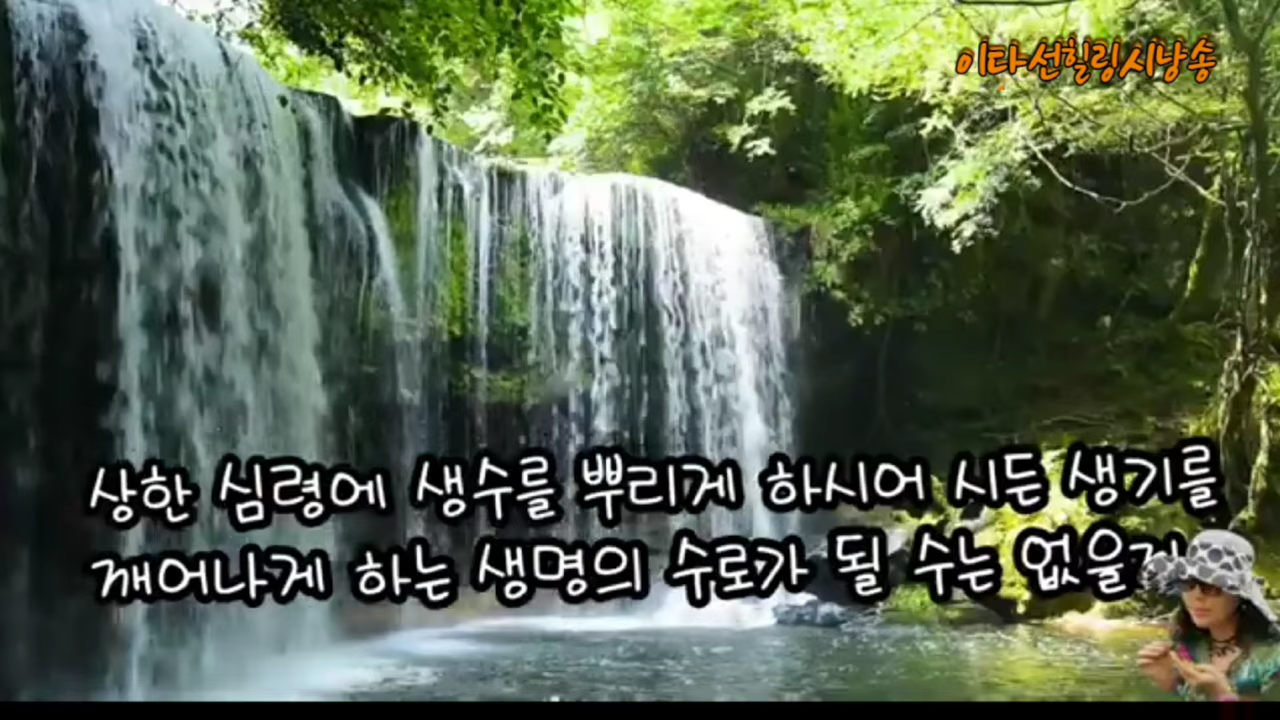 이다선힐링시낭송
상한 심령에 생수를 뿌리게 하시어 시든 생기를
깨어나게 하는 생명의 수로가 될 수는 없을